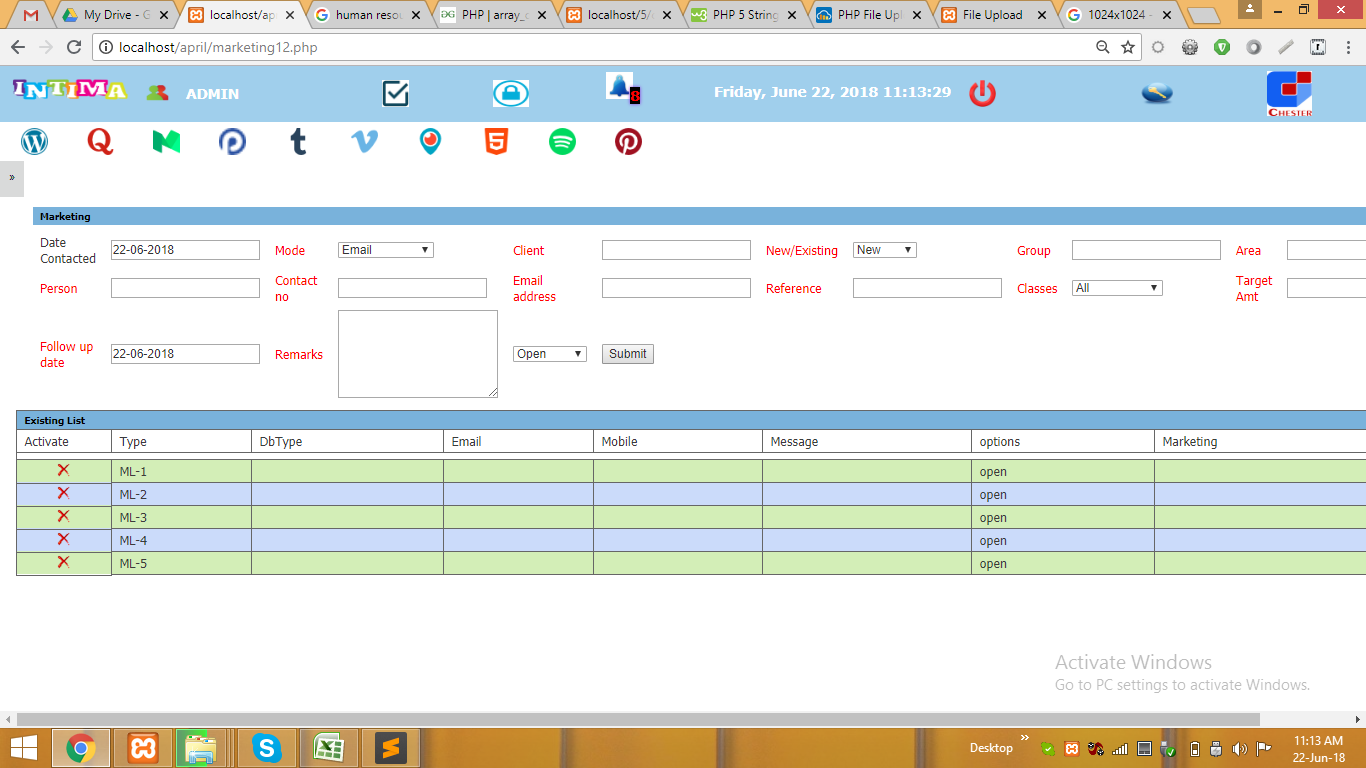 My Drive - G
localhost/ap
human resou
PHP | array_c
localhost/5/
PHP 5 String
PHP File Upl
File Upload
1024x1024 -
localhost/april/marketing12.php
INTIMA
ADMIN
8
Friday, June 22, 2018 11:13:29
CHESTER
»
Marketing
Date Contacted 22-06-2018 Mode Email Client New/Existing New Group Area
Person Contact no Email address Reference Classes All Target Amt
Follow up date 22-06-2018 Remarks Open Submit
Existing List
Activate Type DbType Email Mobile Message options Marketing
ML-1 open
ML-2 open
ML-3 open
ML-4 open
ML-5 open
Activate Windows
Go to PC settings to activate Windows.
Desktop »
11:13 AM
22-Jun-18